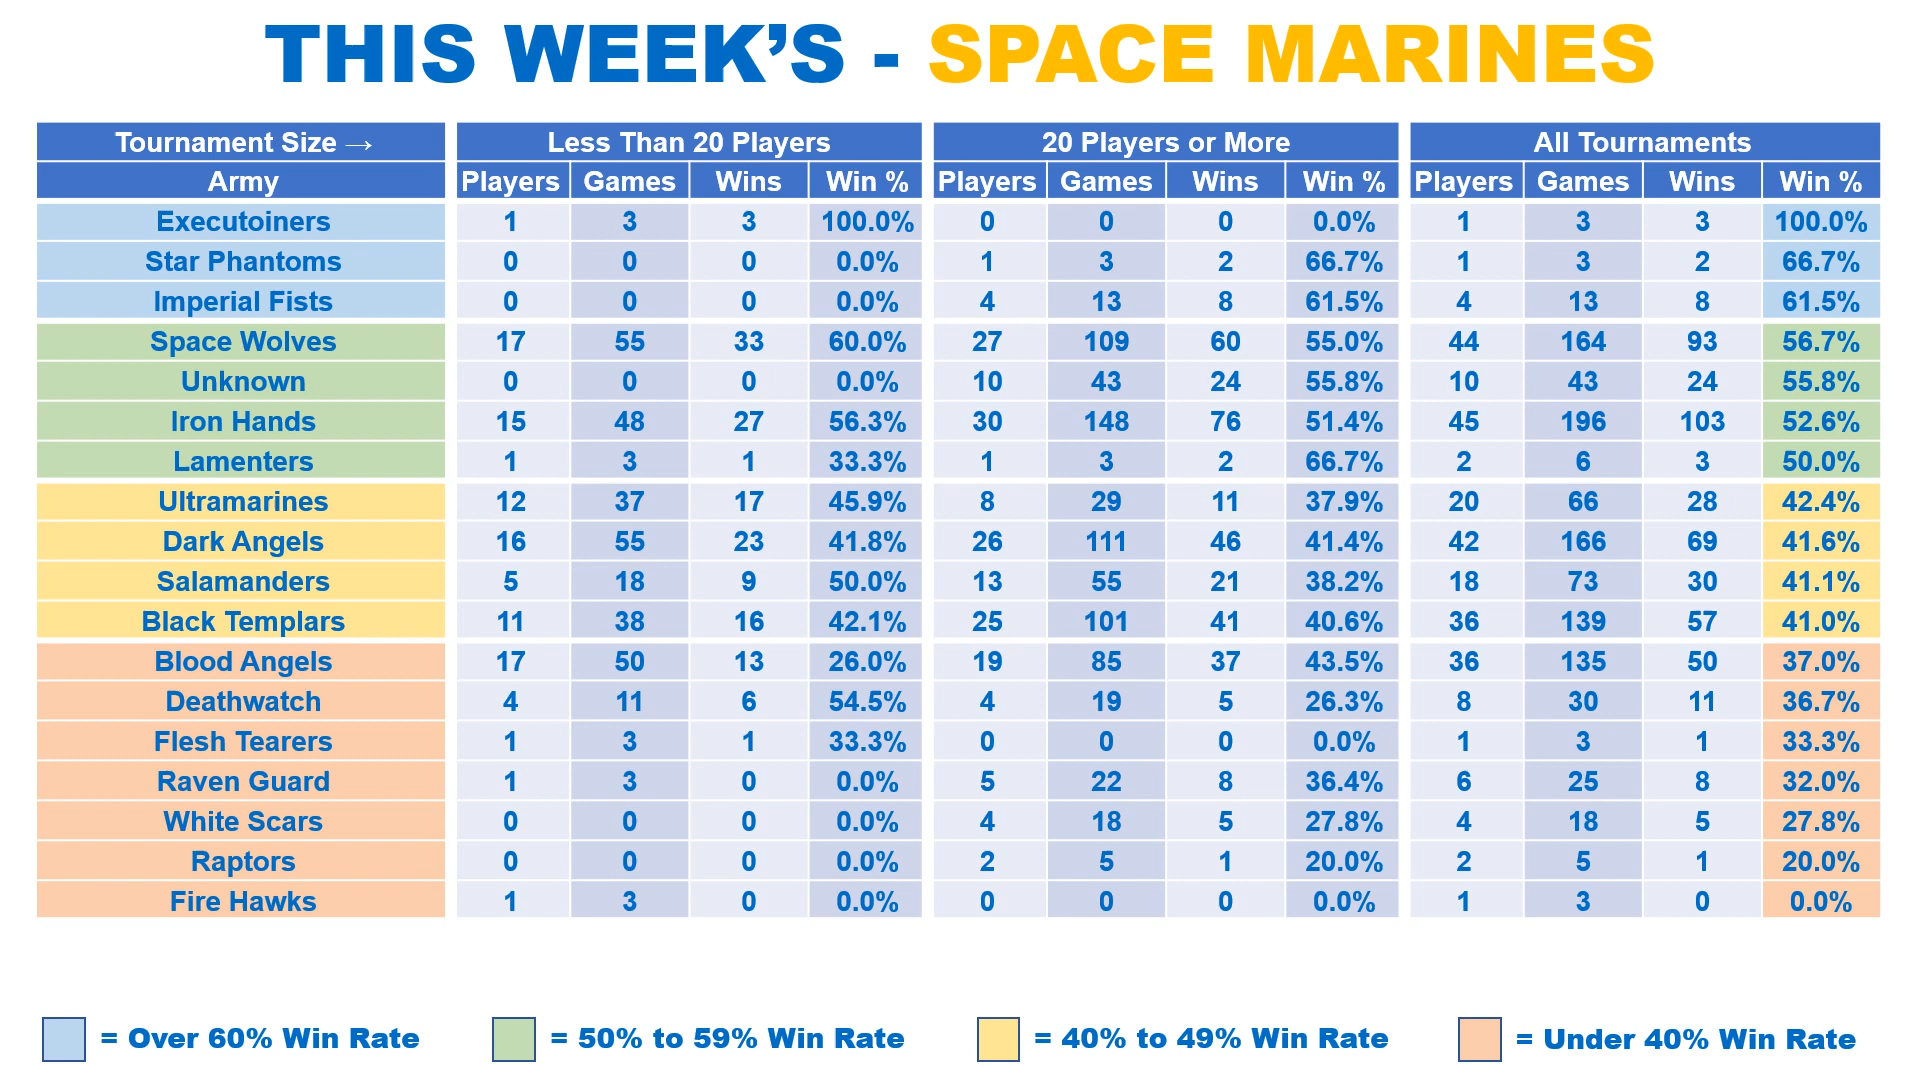 THIS WEEK’S - SPACE MARINES
Tournament Size → Less Than 20 Players 20 Players or More All Tournaments
Army Players Games Wins Win % Players Games Wins Win % Players Games Wins Win %
Executoiners 1 3 3 100.0% 0 0 0 0.0% 1 3 3 100.0%
Star Phantoms 0 0 0 0.0% 1 3 2 66.7% 1 3 2 66.7%
Imperial Fists 0 0 0 0.0% 4 13 8 61.5% 4 13 8 61.5%
Space Wolves 17 55 33 60.0% 27 109 60 55.0% 44 164 93 56.7%
Unknown 0 0 0 0.0% 10 43 24 55.8% 10 43 24 55.8%
Iron Hands 15 48 27 56.3% 30 148 76 51.4% 45 196 103 52.6%
Lamenters 1 3 1 33.3% 1 3 2 66.7% 2 6 3 50.0%
Ultramarines 12 37 17 45.9% 8 29 11 37.9% 20 66 28 42.4%
Dark Angels 16 55 23 41.8% 26 111 46 41.4% 42 166 69 41.6%
Salamanders 5 18 9 50.0% 13 55 21 38.2% 18 73 30 41.1%
Black Templars 11 38 16 42.1% 25 101 41 40.6% 36 139 57 41.0%
Blood Angels 17 50 13 26.0% 19 85 37 43.5% 36 135 50 37.0%
Deathwatch 4 11 6 54.5% 4 19 5 26.3% 8 30 11 36.7%
Flesh Tearers 1 3 1 33.3% 0 0 0 0.0% 1 3 1 33.3%
Raven Guard 1 3 0 0.0% 5 22 8 36.4% 6 25 8 32.0%
White Scars 0 0 0 0.0% 4 18 5 27.8% 4 18 5 27.8%
Raptors 0 0 0 0.0% 2 5 1 20.0% 2 5 1 20.0%
Fire Hawks 1 3 0 0.0% 0 0 0 0.0% 1 3 0 0.0%
= Over 60% Win Rate = 50% to 59% Win Rate = 40% to 49% Win Rate = Under 40% Win Rate